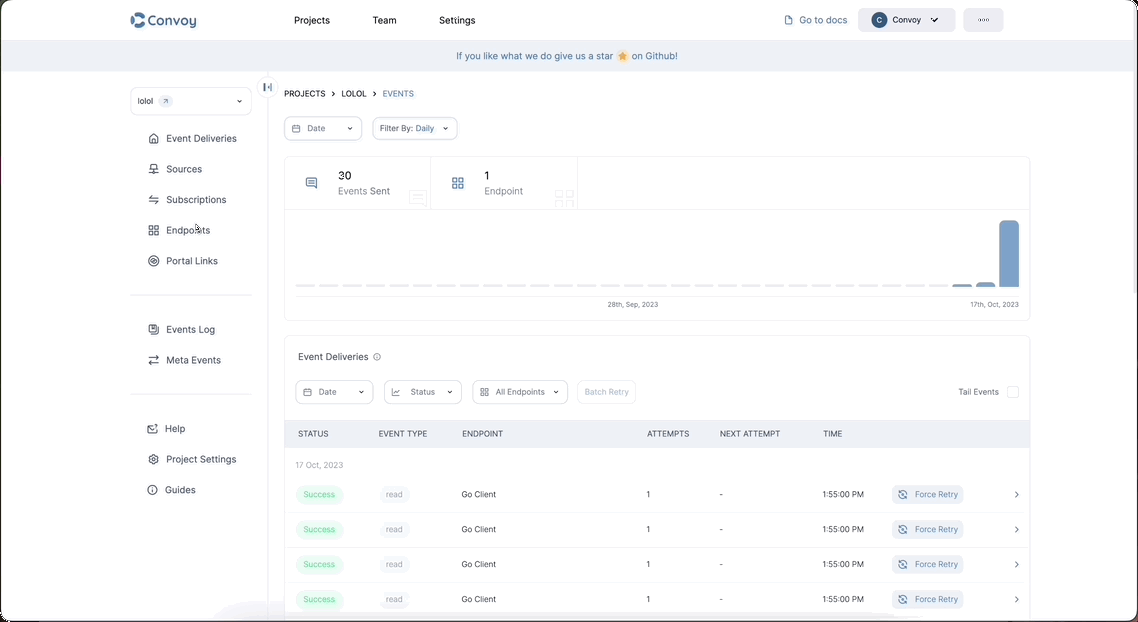 Convoy
Projects Team Settings
Go to docs
C Convoy
If you like what we do give us a star ⭐ on Github!
lolol
Event Deliveries
Sources
Subscriptions
Endpoints
Portal Links
Events Log
Meta Events
Help
Project Settings
Guides
PROJECTS > LOLOL > EVENTS
Date
Filter By: Daily
30
Events Sent
1
Endpoint
28th, Sep, 2023
17th, Oct, 2023
Event Deliveries
Date
Status
All Endpoints
Batch Retry
Tail Events
STATUS EVENT TYPE ENDPOINT ATTEMPTS NEXT ATTEMPT TIME
17 Oct, 2023
Success read Go Client 1 - 1:55:00 PM Force Retry
Success read Go Client 1 - 1:55:00 PM Force Retry
Success read Go Client 1 - 1:55:00 PM Force Retry
Success read Go Client 1 - 1:55:00 PM Force Retry